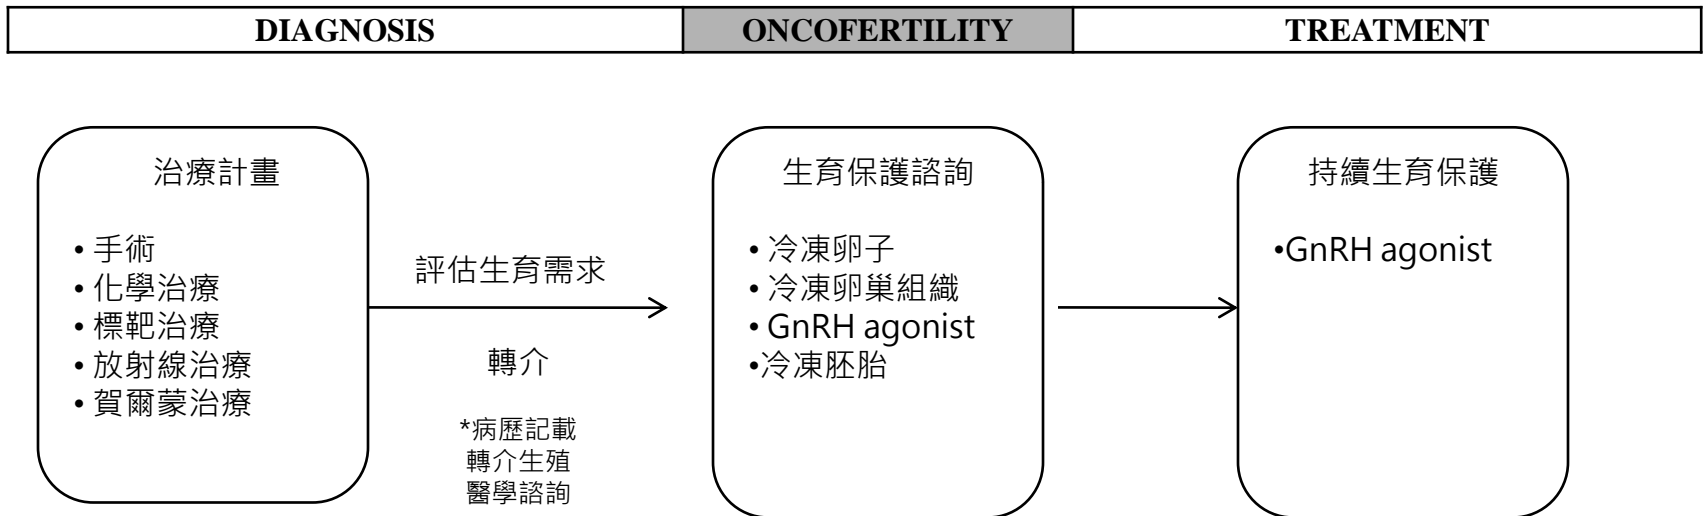 DIAGNOSIS
ONCOFERTILITY
TREATMENT
治療計畫
• 手術
• 化學治療
• 標靶治療
• 放射線治療
• 賀爾蒙治療
評估生育需求
轉介
*病歷記載
轉介生殖
醫學諮詢
生育保護諮詢
• 冷凍卵子
• 冷凍卵巢組織
• GnRH agonist
•冷凍胚胎
持續生育保護
•GnRH agonist